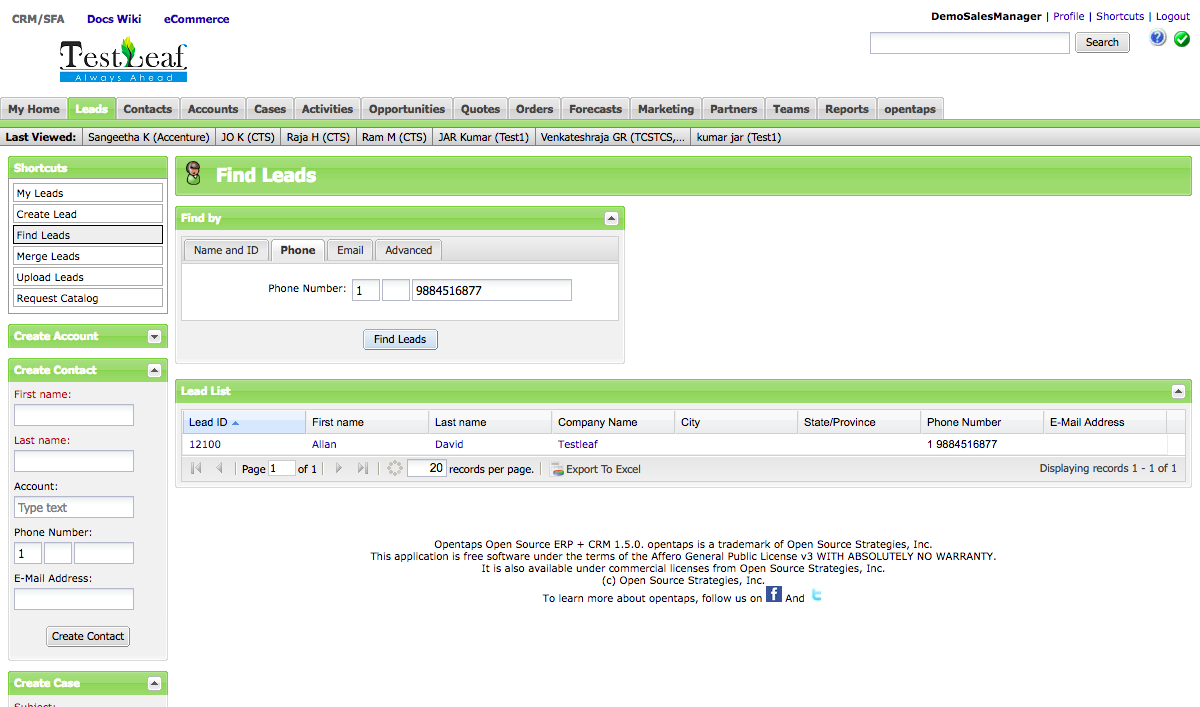 CRM/SFA Docs Wiki eCommerce
DemoSalesManager | Profile | Shortcuts | Logout
TestLeaf
Always Ahead
Search
?
My Home Leads Contacts Accounts Cases Activities Opportunities Quotes Orders Forecasts Marketing Partners Teams Reports opentaps
Last Viewed: Sangeetha K (Accenture) JO K (CTS) Raja H (CTS) Ram M (CTS) JAR Kumar (Test1) Venkateshraja GR (TCSTCS,... kumar jar (Test1)
Shortcuts
My Leads
Create Lead
Find Leads
Merge Leads
Upload Leads
Request Catalog
Create Account
Create Contact
First name:
Last name:
Account:
Type text
Phone Number:
1
E-Mail Address:
Create Contact
Create Case
Subject:
Find Leads
Find by
Name and ID Phone Email Advanced
Phone Number: 1 9884516877
Find Leads
Lead List
Lead ID First name Last name Company Name City State/Province Phone Number E-Mail Address
12100 Allan David Testleaf 1 9884516877
Page 1 of 1 20 records per page. Export To Excel Displaying records 1 - 1 of 1
Opentaps Open Source ERP + CRM 1.5.0. opentaps is a trademark of Open Source Strategies, Inc.
This application is free software under the terms of the Affero General Public License v3 WITH ABSOLUTELY NO WARRANTY.
It is also available under commercial licenses from Open Source Strategies, Inc.
(c) Open Source Strategies, Inc.
To learn more about opentaps, follow us on f And t